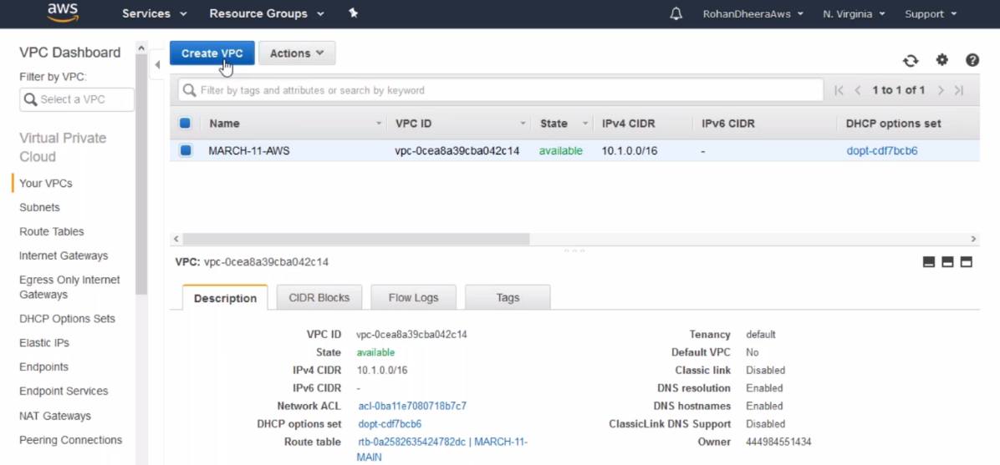 aws Services Resource Groups RohanDheeraAws N. Virginia Support
VPC Dashboard
Filter by VPC:
Select a VPC
Virtual Private
Cloud
Your VPCs
Subnets
Route Tables
Internet Gateways
Egress Only Internet
Gateways
DHCP Options Sets
Elastic IPs
Endpoints
Endpoint Services
NAT Gateways
Peering Connections
Create VPC Actions
Filter by tags and attributes or search by keyword 1 to 1 of 1
Name VPC ID State IPv4 CIDR IPv6 CIDR DHCP options set
MARCH-11-AWS vpc-0cea8a39cba042c14 available 10.1.0.0/16 - dopt-cdf7bcb6
VPC: vpc-0cea8a39cba042c14
Description CIDR Blocks Flow Logs Tags
VPC ID vpc-0cea8a39cba042c14
State available
IPv4 CIDR 10.1.0.0/16
IPv6 CIDR -
Network ACL acl-0ba11e7080718b7c7
DHCP options set dopt-cdf7bcb6
Route table rtb-0a2582635424782dc | MARCH-11-
MAIN
Tenancy default
Default VPC No
Classic link Disabled
DNS resolution Enabled
DNS hostnames Enabled
ClassicLink DNS Support Disabled
Owner 444984551434